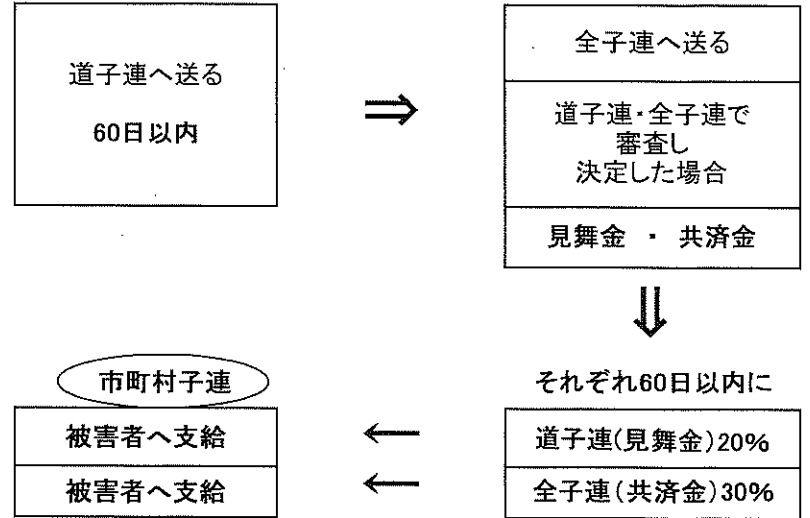 道子連へ送る
60日以内
⇒
全子連へ送る
道子連・全子連で
審査し
決定した場合
見舞金 ・ 共済金
⇓
それぞれ60日以内に
道子連(見舞金)20%
全子連(共済金)30%
←
←
市町村子連
被害者へ支給
被害者へ支給